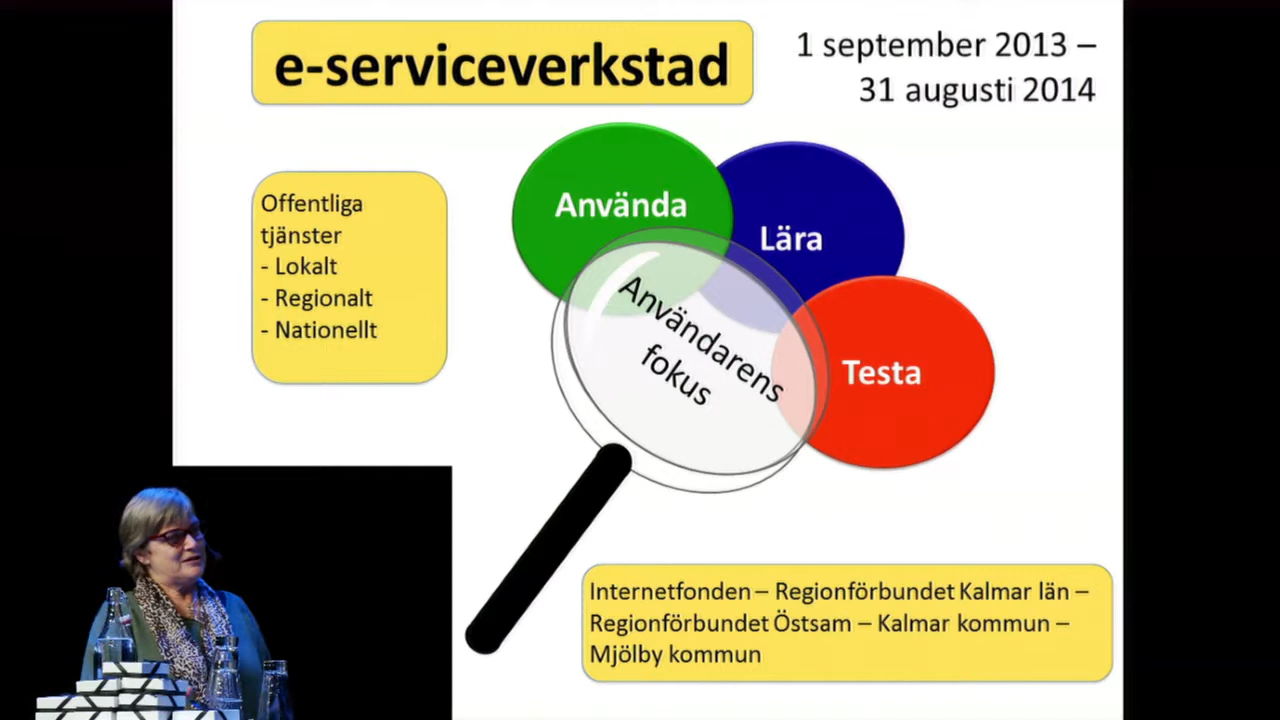 e-serviceverkstad
1 september 2013 –
31 augusti 2014
Offentliga
tjänster
- Lokalt
- Regionalt
- Nationellt
Använda
Lära
Testa
Användarens
fokus
Internetfonden – Regionförbundet Kalmar län –
Regionförbundet Östsam – Kalmar kommun –
Mjölby kommun